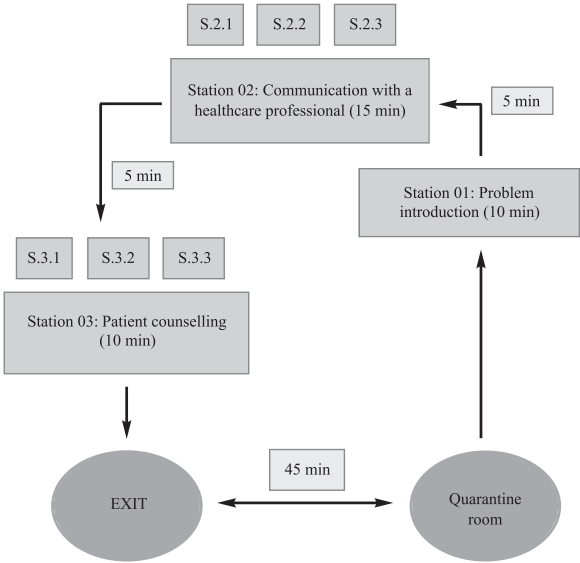 S.2.1
S.2.2
S.2.3
Station 02: Communication with a
healthcare professional (15 min)
5 min
5 min
Station 01: Problem
introduction (10 min)
S.3.1
S.3.2
S.3.3
Station 03: Patient counselling
(10 min)
45 min
EXIT
Quarantine
room